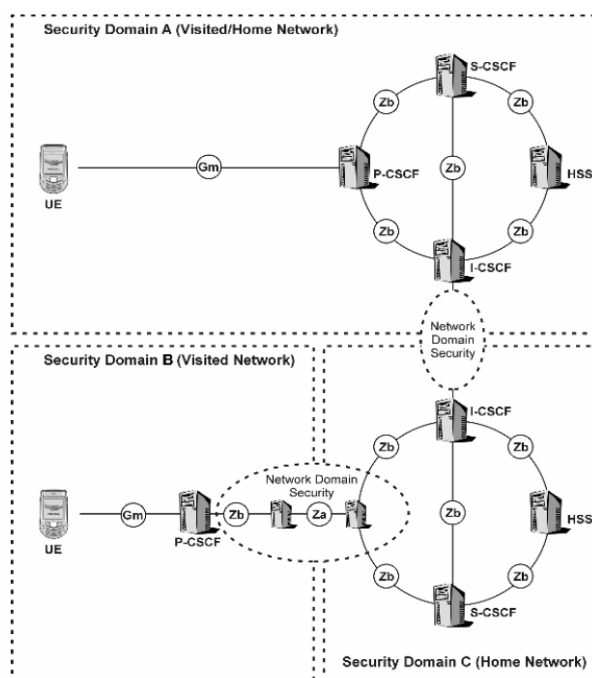 Security Domain A (Visited/Home Network)
S-CSCF
Zb
Zb
UE
Gm
P-CSCF
Zb
HSS
Zb
Zb
I-CSCF
Network
Domain
Security
Security Domain B (Visited Network)
I-CSCF
Zb
Zb
Network Domain
Security
UE
Gm
P-CSCF
Zb
Za
Zb
HSS
Zb
Zb
S-CSCF
Security Domain C (Home Network)